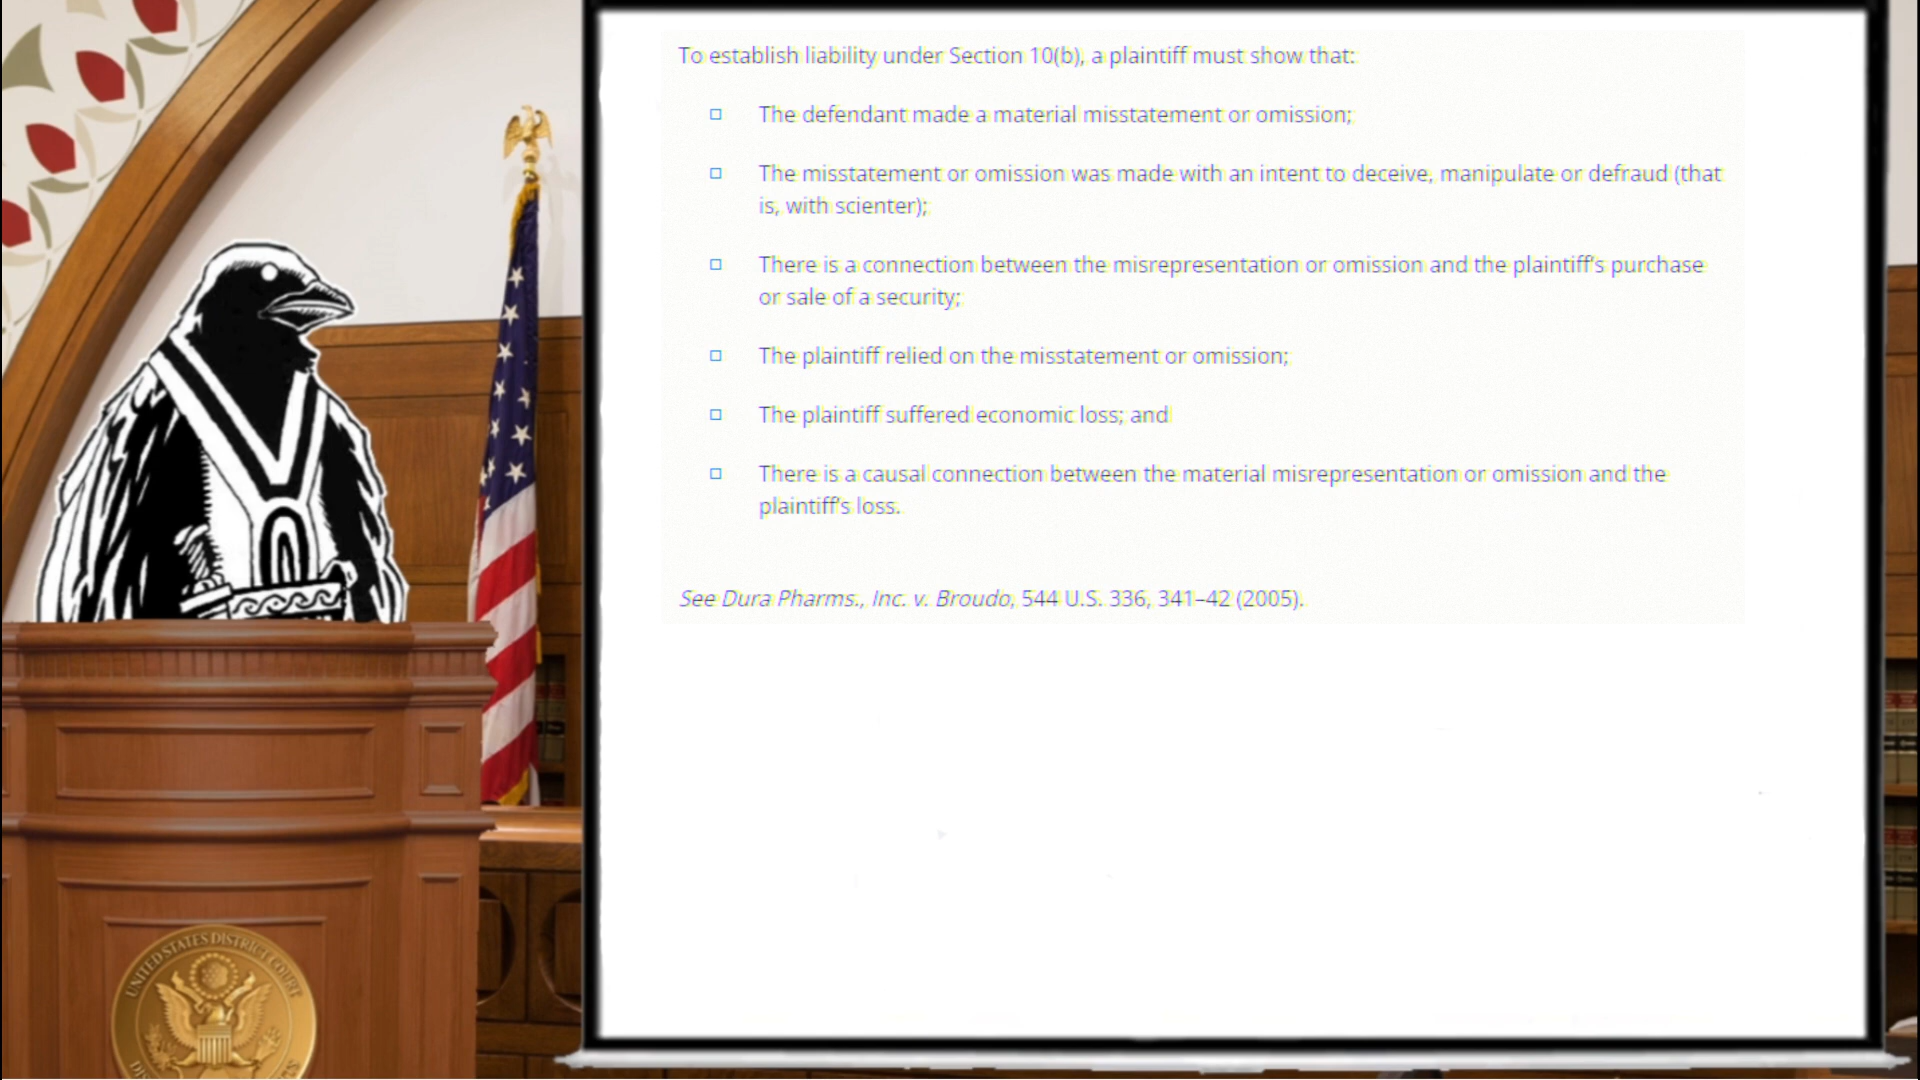 To establish liability under Section 10(b), a plaintiff must show that:
The defendant made a material misstatement or omission;
The misstatement or omission was made with an intent to deceive, manipulate or defraud (that
is, with scienter);
There is a connection between the misrepresentation or omission and the plaintiff's purchase
or sale of a security;
The plaintiff relied on the misstatement or omission;
The plaintiff suffered economic loss; and
There is a causal connection between the material misrepresentation or omission and the
plaintiff's loss.
See Dura Pharms., Inc. v. Broudo, 544 U.S. 336, 341–42 (2005).
UNITED STATES DISTRICT COURT